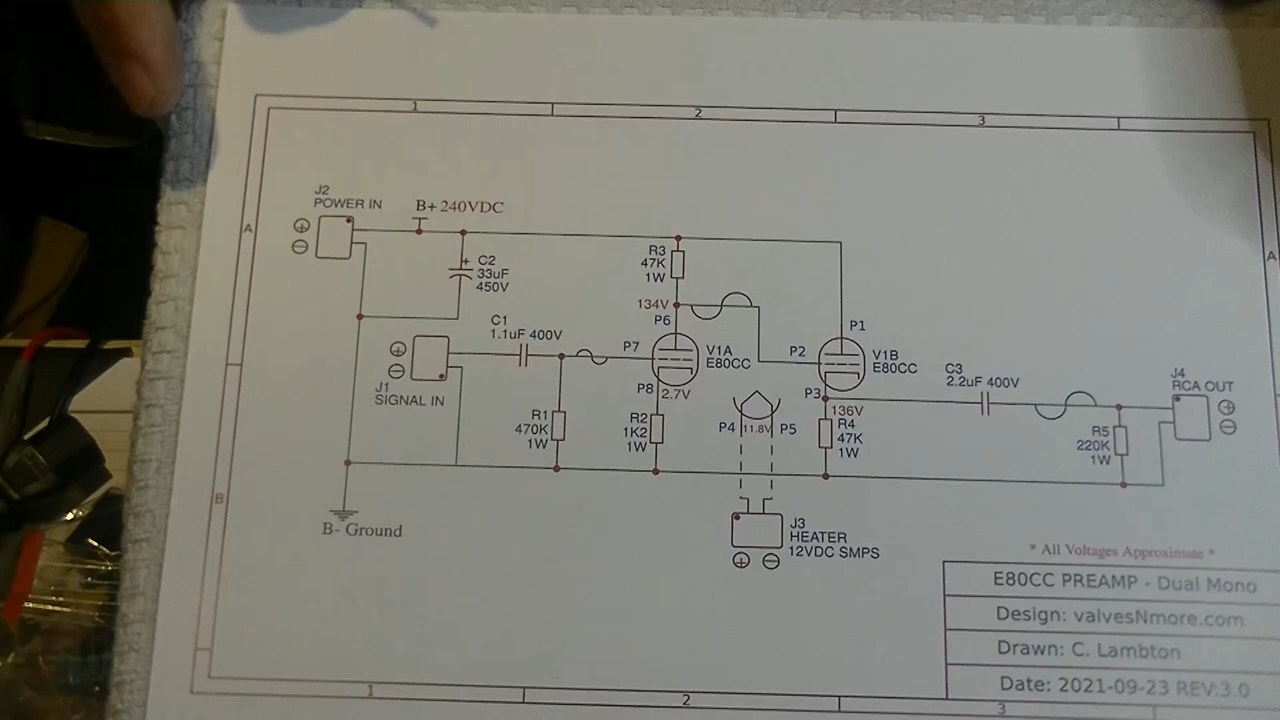 1
2
3
A
A
J2
POWER IN
B+ 240VDC
C2
33uF
450V
R3
47K
1W
134V
P6
C1
1.1uF 400V
P7
V1A
E80CC
P8
2.7V
J1
SIGNAL IN
R1
470K
1W
R2
1K2
1W
P1
P2
V1B
E80CC
P3
136V
R4
47K
1W
P4
11.8V
P5
C3
2.2uF 400V
J4
RCA OUT
R5
220K
1W
B
B- Ground
J3
HEATER
12VDC SMPS
* All Voltages Approximate *
E80CC PREAMP - Dual Mono
Design: valvesNmore.com
Drawn: C. Lambton
Date: 2021-09-23 REV:3.0
1
2
3